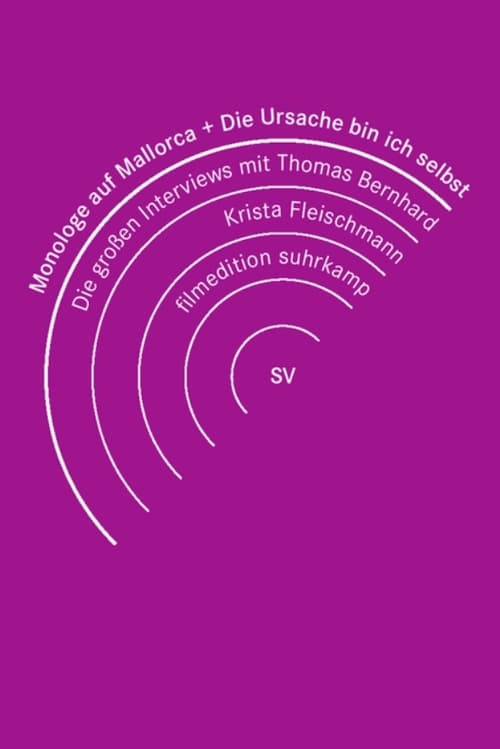 Monologe auf Mallorca + Die Ursache bin ich selbst
Die großen Interviews mit Thomas Bernhard
Krista Fleischmann
filmedition suhrkamp
SV